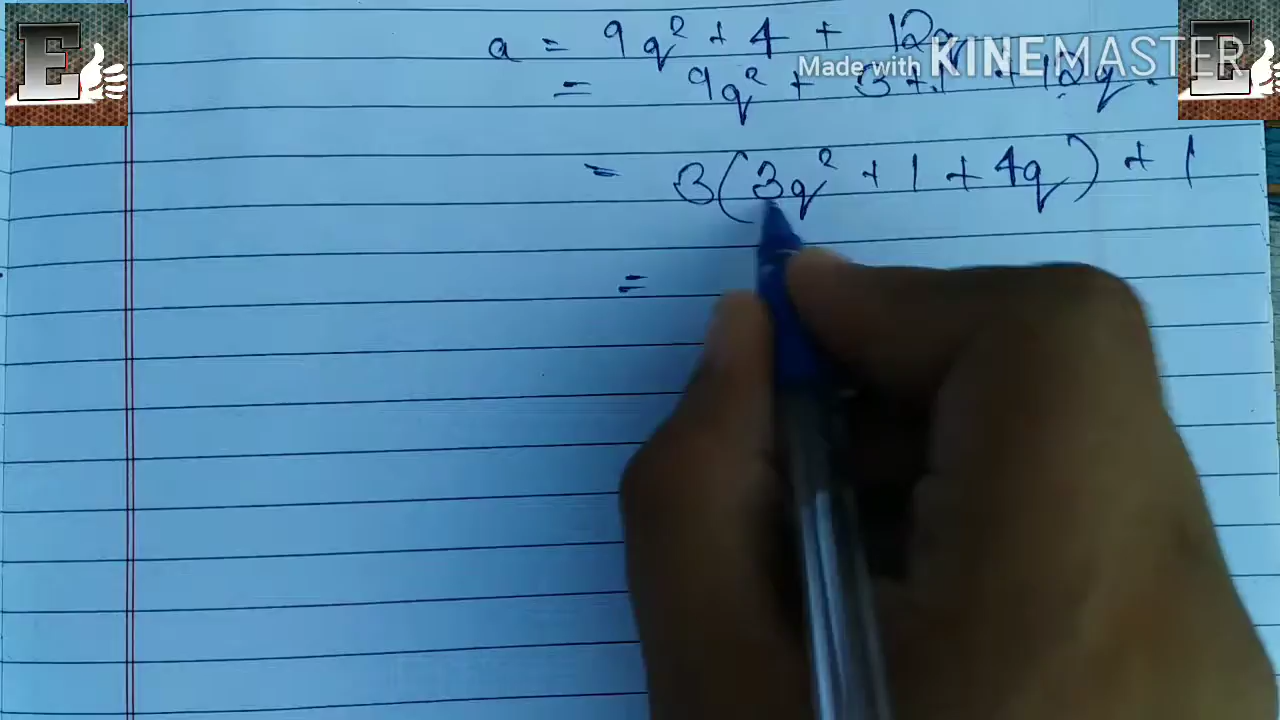 a = 9q² + 4 + 12q
Made with KINEMASTER
= 9q² + 3 + 1 + 12q.
= 3(3q² + 1 + 4q) + 1
=
E
E